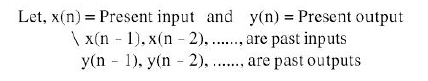 Let, x(n) = Present input and y(n) = Present output
\ x(n - 1), x(n - 2), ......, are past inputs
y(n - 1), y(n - 2), ......, are past outputs